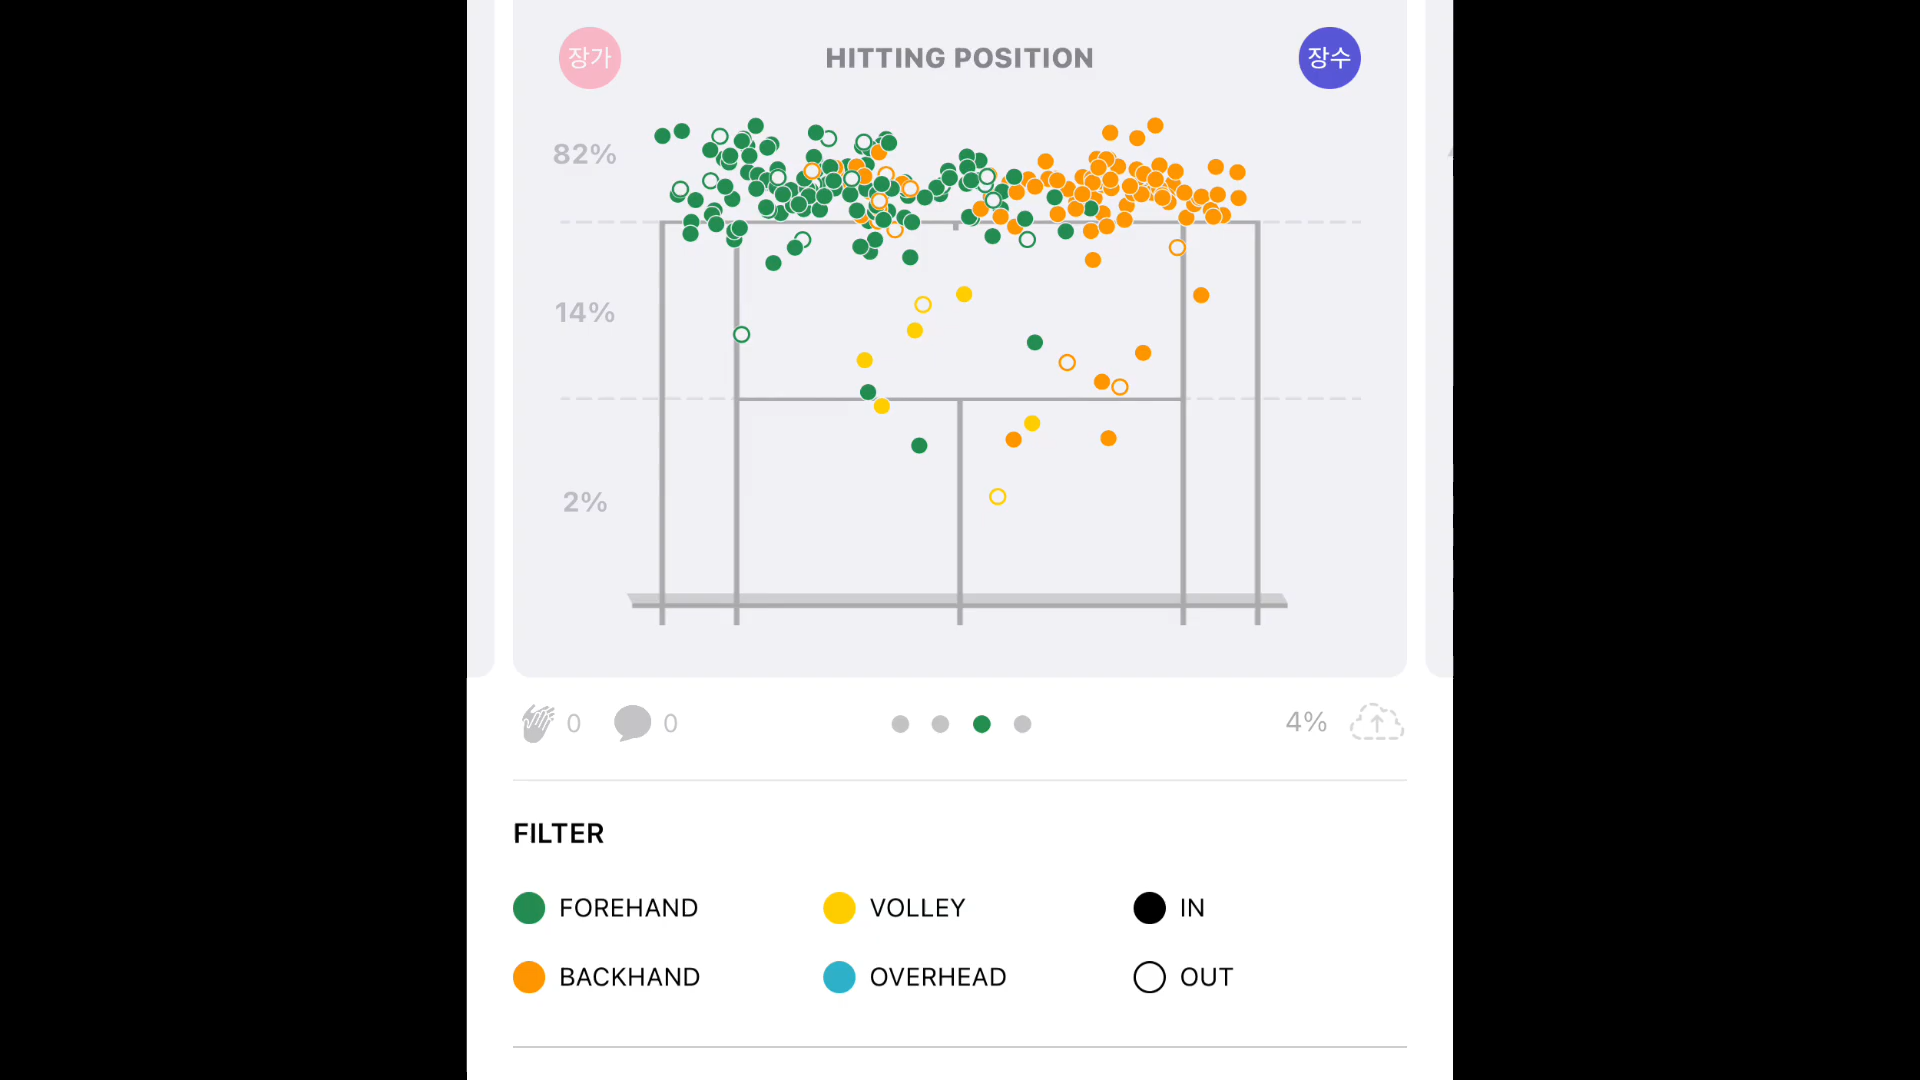 장가
HITTING POSITION
장수
82%
14%
2%
0
0
4%
FILTER
FOREHAND
VOLLEY
IN
BACKHAND
OVERHEAD
OUT